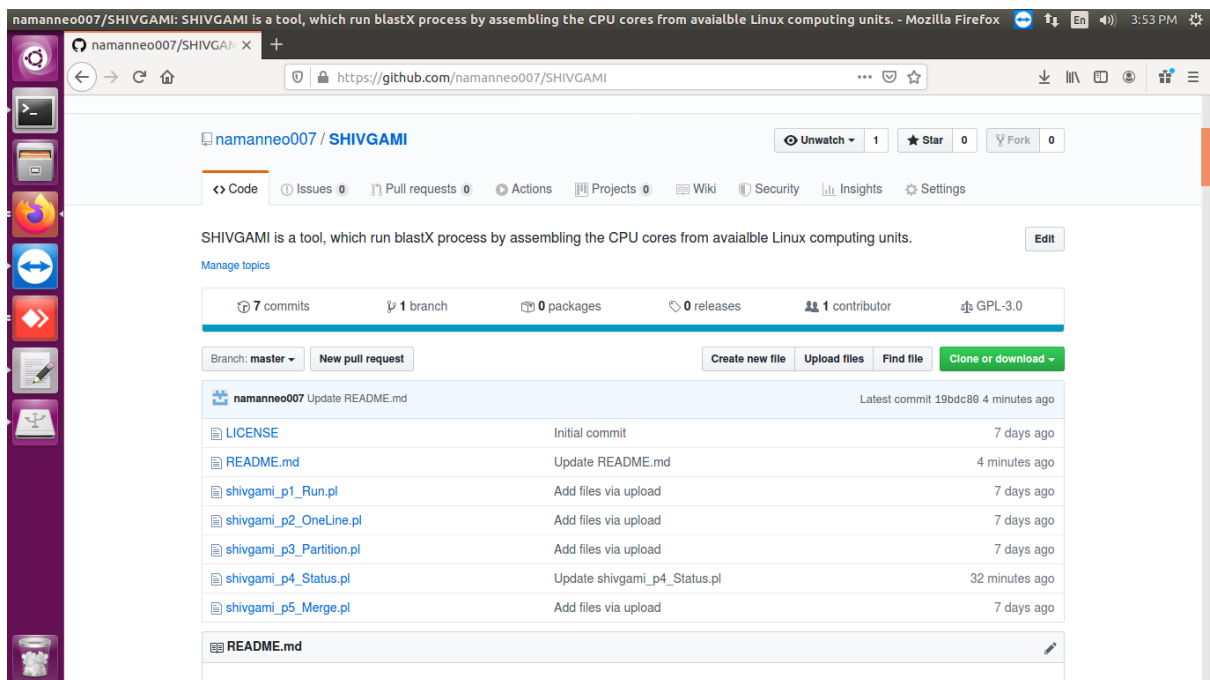 namanneo007/SHIVGAMI: SHIVGAMI is a tool, which run blastX process by assembling the CPU cores from avaialble Linux computing units. - Mozilla Firefox En 3:53 PM
namanneo007/SHIVGAM
https://github.com/namanneo007/SHIVGAMI
namanneo007 / SHIVGAMI Unwatch 1 Star 0 Fork 0
Code Issues 0 Pull requests 0 Actions Projects 0 Wiki Security Insights Settings
SHIVGAMI is a tool, which run blastX process by assembling the CPU cores from avaialble Linux computing units. Edit
Manage topics
7 commits 1 branch 0 packages 0 releases 1 contributor GPL-3.0
Branch: master New pull request Create new file Upload files Find file Clone or download
namanneo007 Update README.md Latest commit 19bdc80 4 minutes ago
LICENSE Initial commit 7 days ago
README.md Update README.md 4 minutes ago
shivgami_p1_Run.pl Add files via upload 7 days ago
shivgami_p2_OneLine.pl Add files via upload 7 days ago
shivgami_p3_Partition.pl Add files via upload 7 days ago
shivgami_p4_Status.pl Update shivgami_p4_Status.pl 32 minutes ago
shivgami_p5_Merge.pl Add files via upload 7 days ago
README.md